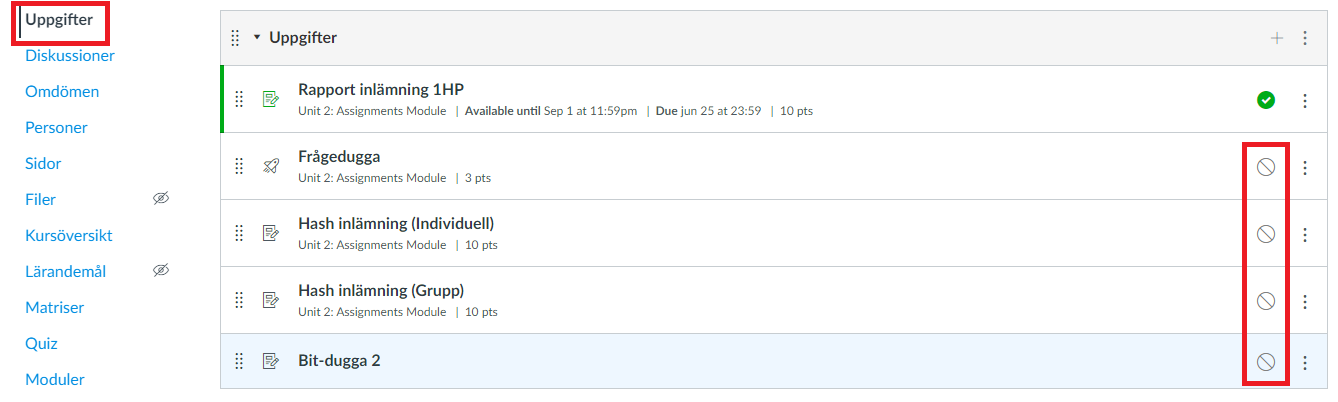 Uppgifter
Diskussioner
Omdömen
Personer
Sidor
Filer
Kursöversikt
Lärandemål
Matriser
Quiz
Moduler
Uppgifter
Rapport inlämning 1HP
Unit 2: Assignments Module | Available until Sep 1 at 11:59pm | Due jun 25 at 23:59 | 10 pts
Frågedugga
Unit 2: Assignments Module | 3 pts
Hash inlämning (Individuell)
Unit 2: Assignments Module | 10 pts
Hash inlämning (Grupp)
Unit 2: Assignments Module | 10 pts
Bit-dugga 2